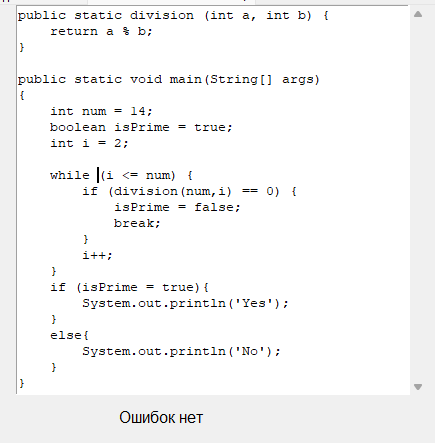 public static division (int a, int b) {
    return a % b;
}

public static void main(String[] args)
{
    int num = 14;
    boolean isPrime = true;
    int i = 2;

    while (i <= num) {
        if (division(num,i) == 0) {
            isPrime = false;
            break;
        }
        i++;
    }
    if (isPrime = true){
        System.out.println('Yes');
    }
    else{
        System.out.println('No');
    }
}
Ошибок нет